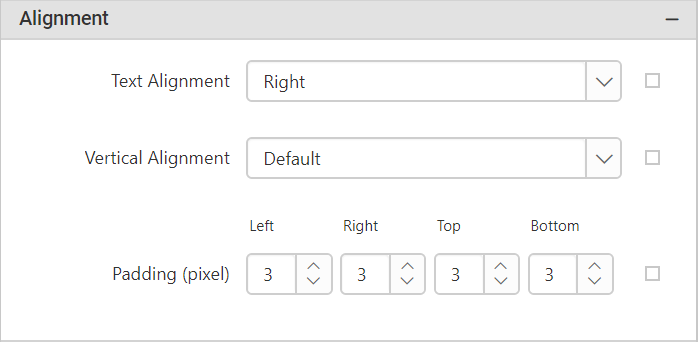 Alignment
Text Alignment Right
Vertical Alignment Default
Left Right Top Bottom
Padding (pixel) 3 3 3 3